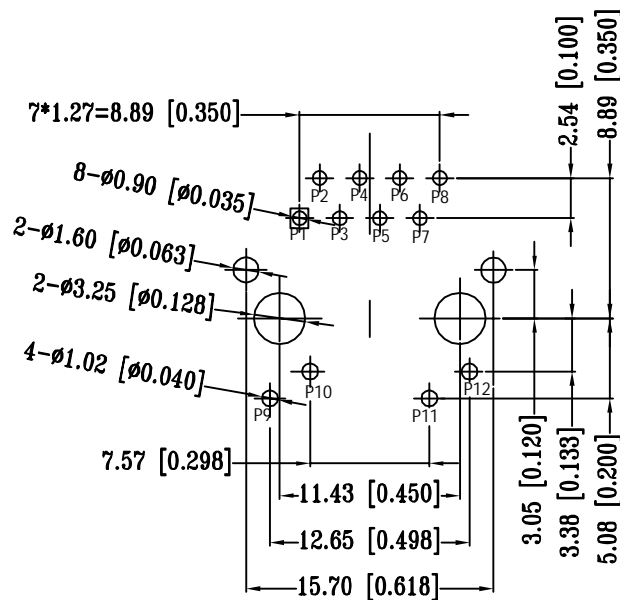 2.54 [0.100]
8.89 [0.350]
7*1.27=8.89 [0.350]
8-ø0.90 [ø0.035]
P2 P4 P6 P8
P1 P3 P5 P7
2-ø1.60 [ø0.063]
2-ø3.25 [ø0.128]
4-ø1.02 [ø0.040]
P10 P12
P9 P11
7.57 [0.298]
11.43 [0.450]
12.65 [0.498]
15.70 [0.618]
3.05 [0.120]
3.38 [0.133]
5.08 [0.200]